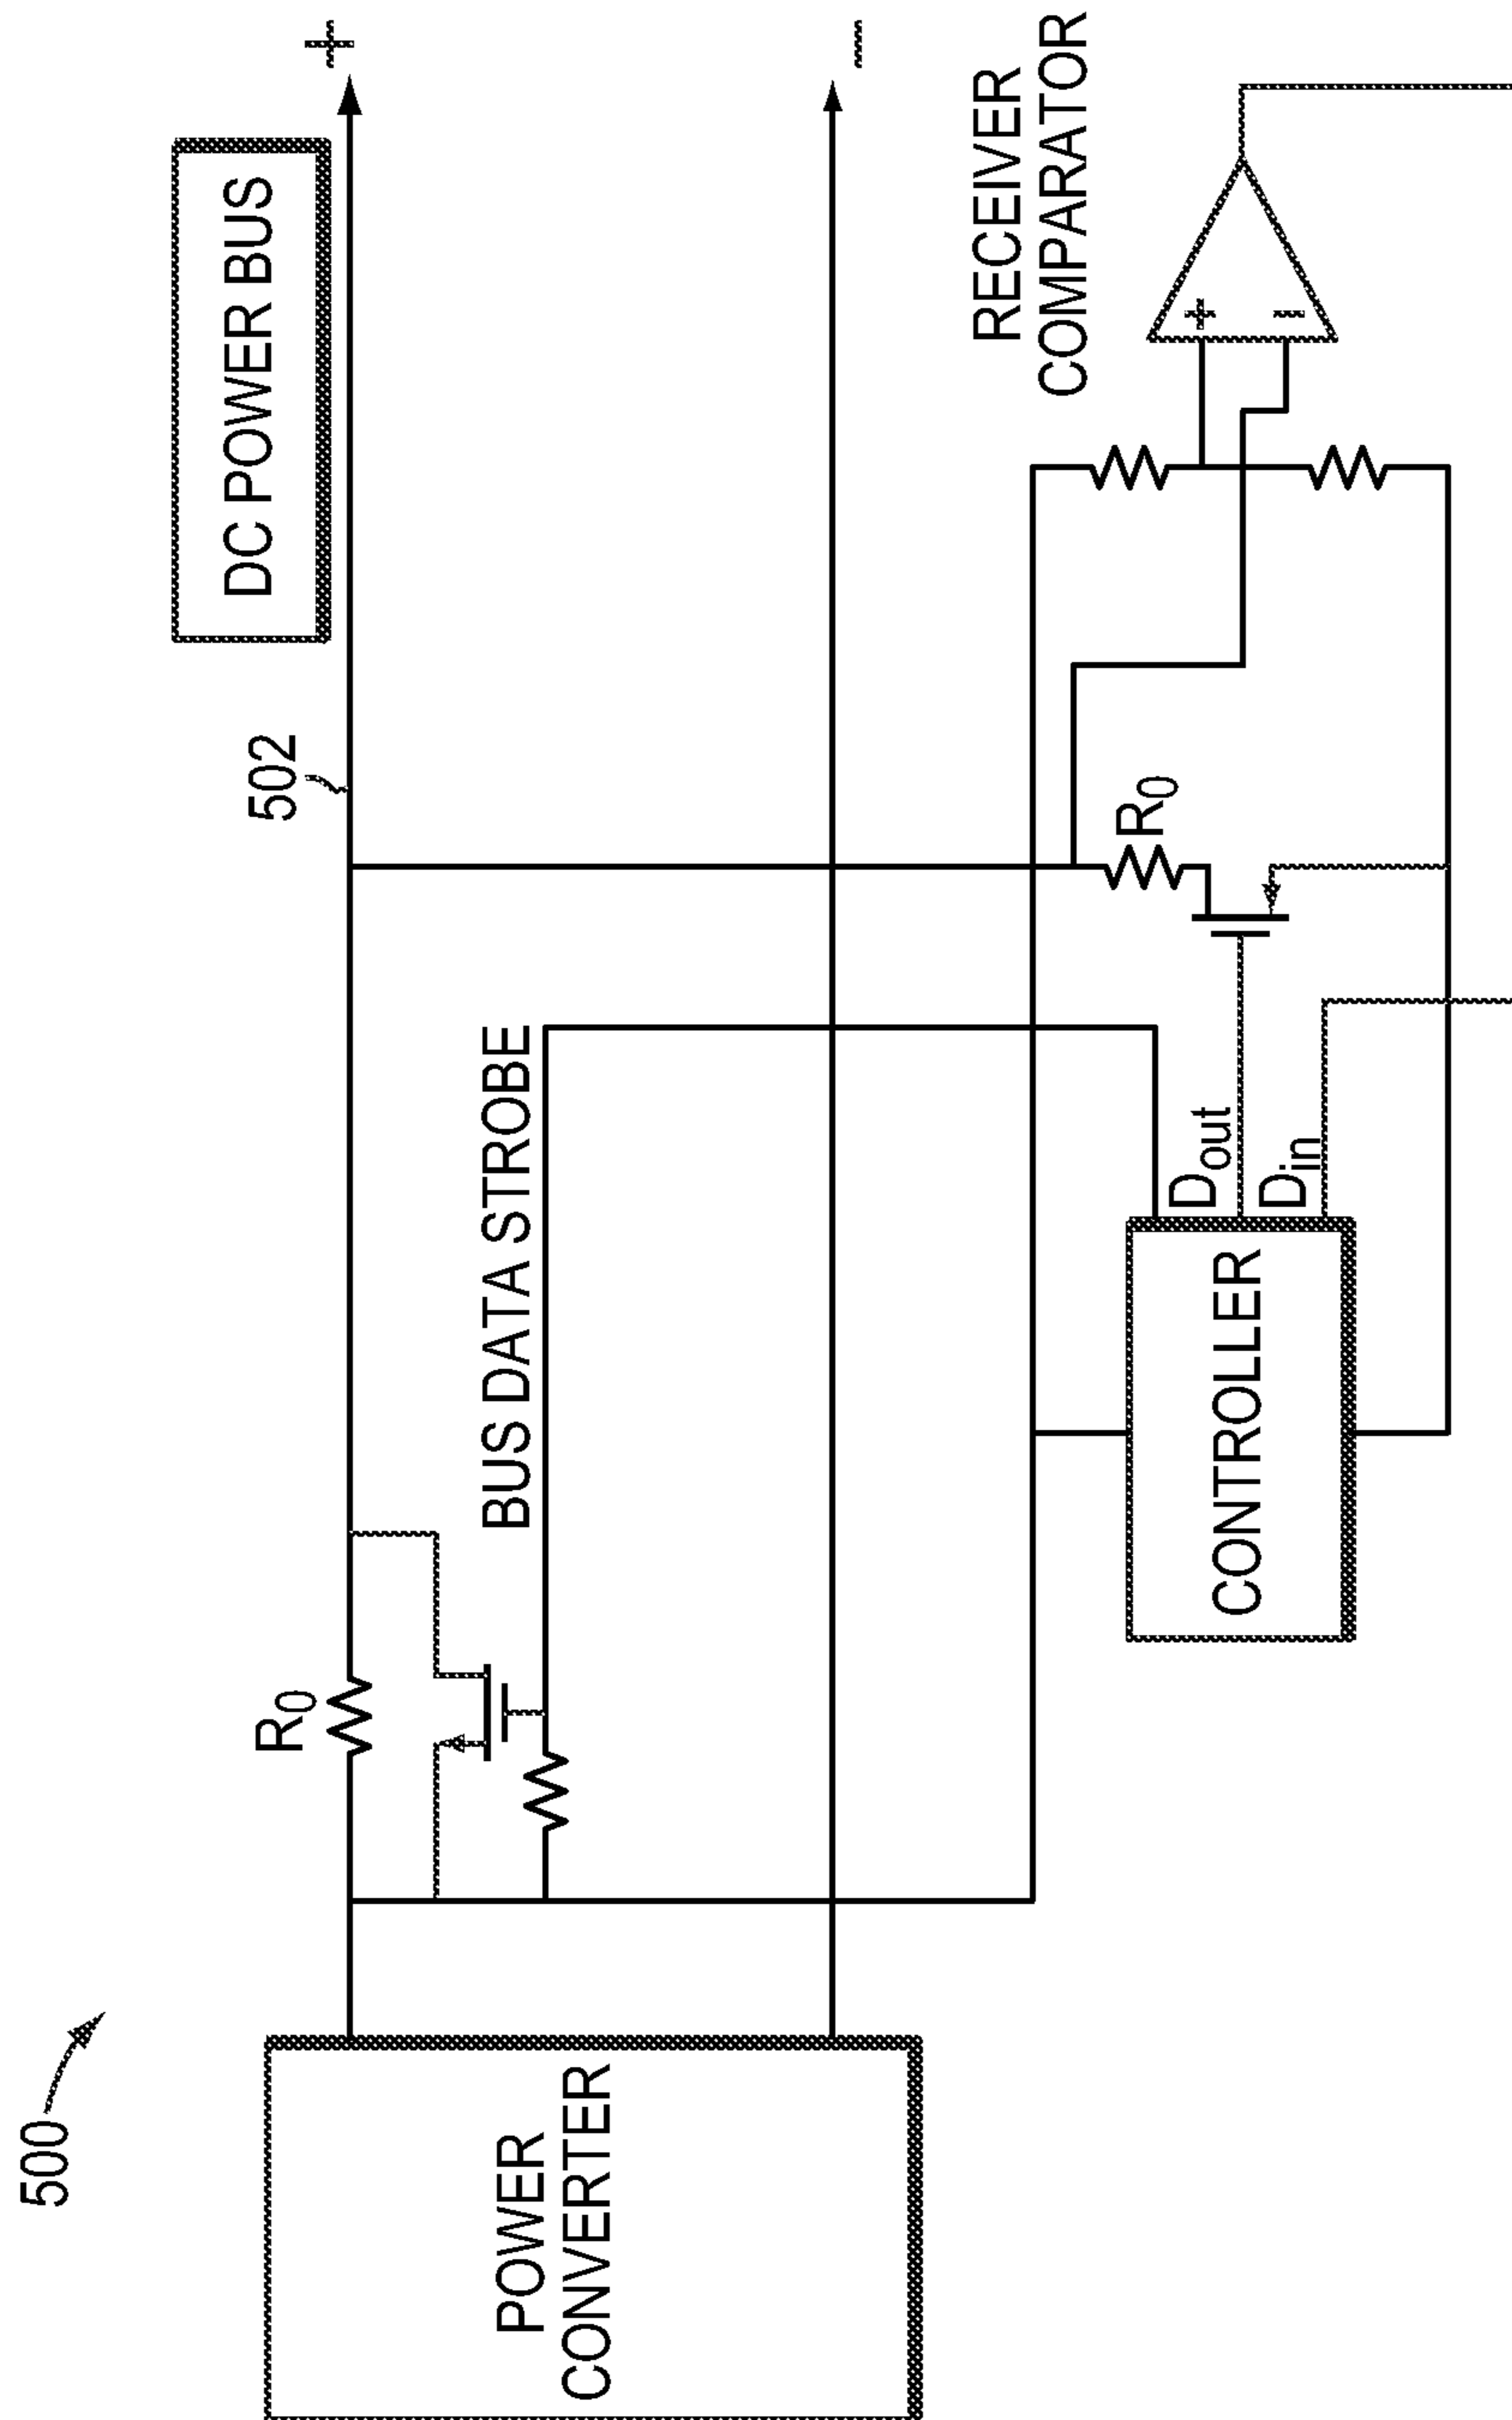 500
POWER
CONVERTER
R0
BUS DATA STROBE
502
DC POWER BUS
+
–
CONTROLLER
Dout
Din
R0
RECEIVER
COMPARATOR
+
–